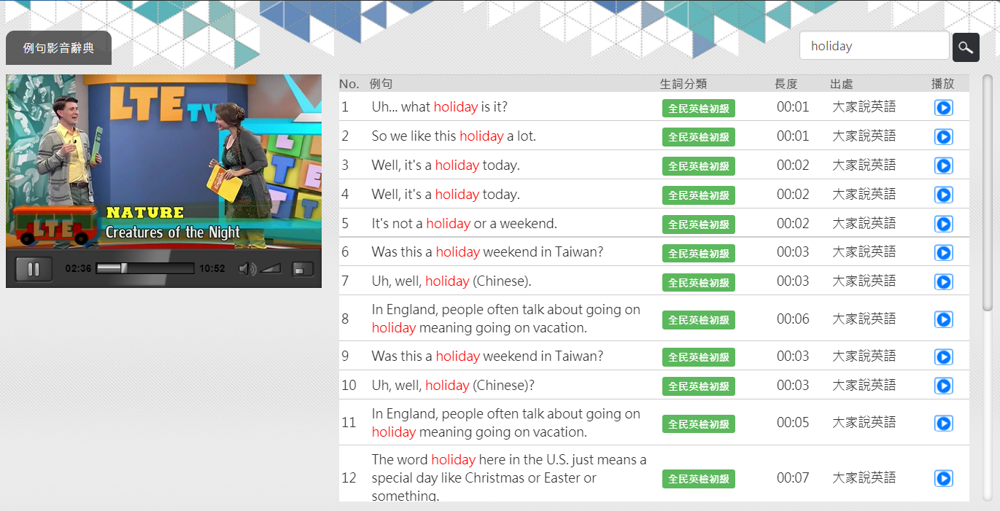 例句影音辭典
holiday
LTE TV
English
LTE
NATURE
Creatures of the Night
02:36 10:52
No. 例句 生詞分類 長度 出處 播放
1 Uh... what holiday is it? 全民英檢初級 00:01 大家說英語
2 So we like this holiday a lot. 全民英檢初級 00:01 大家說英語
3 Well, it's a holiday today. 全民英檢初級 00:02 大家說英語
4 Well, it's a holiday today. 全民英檢初級 00:02 大家說英語
5 It's not a holiday or a weekend. 全民英檢初級 00:02 大家說英語
6 Was this a holiday weekend in Taiwan? 全民英檢初級 00:03 大家說英語
7 Uh, well, holiday (Chinese). 全民英檢初級 00:03 大家說英語
8 In England, people often talk about going on
holiday meaning going on vacation. 全民英檢初級 00:06 大家說英語
9 Was this a holiday weekend in Taiwan? 全民英檢初級 00:03 大家說英語
10 Uh, well, holiday (Chinese)? 全民英檢初級 00:03 大家說英語
11 In England, people often talk about going on
holiday meaning going on vacation. 全民英檢初級 00:05 大家說英語
12 The word holiday here in the U.S. just means a
special day like Christmas or Easter or
something. 全民英檢初級 00:07 大家說英語